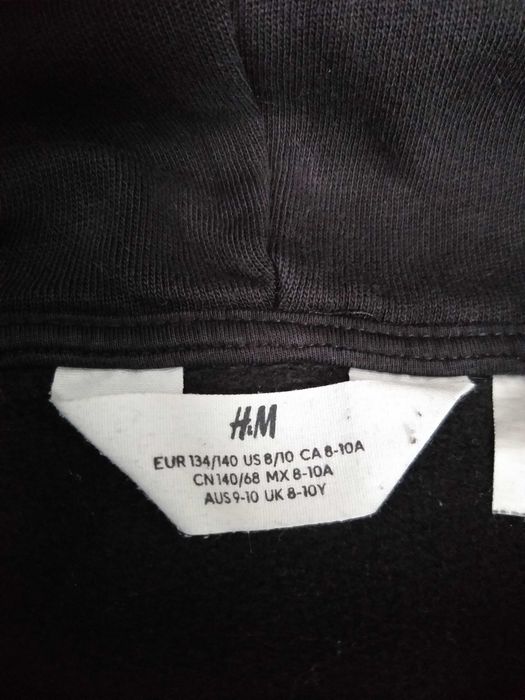 H&M
EUR 134/140 US 8/10 CA 8-10A
CN 140/68 MX 8-10A
AUS 9-10 UK 8-10Y